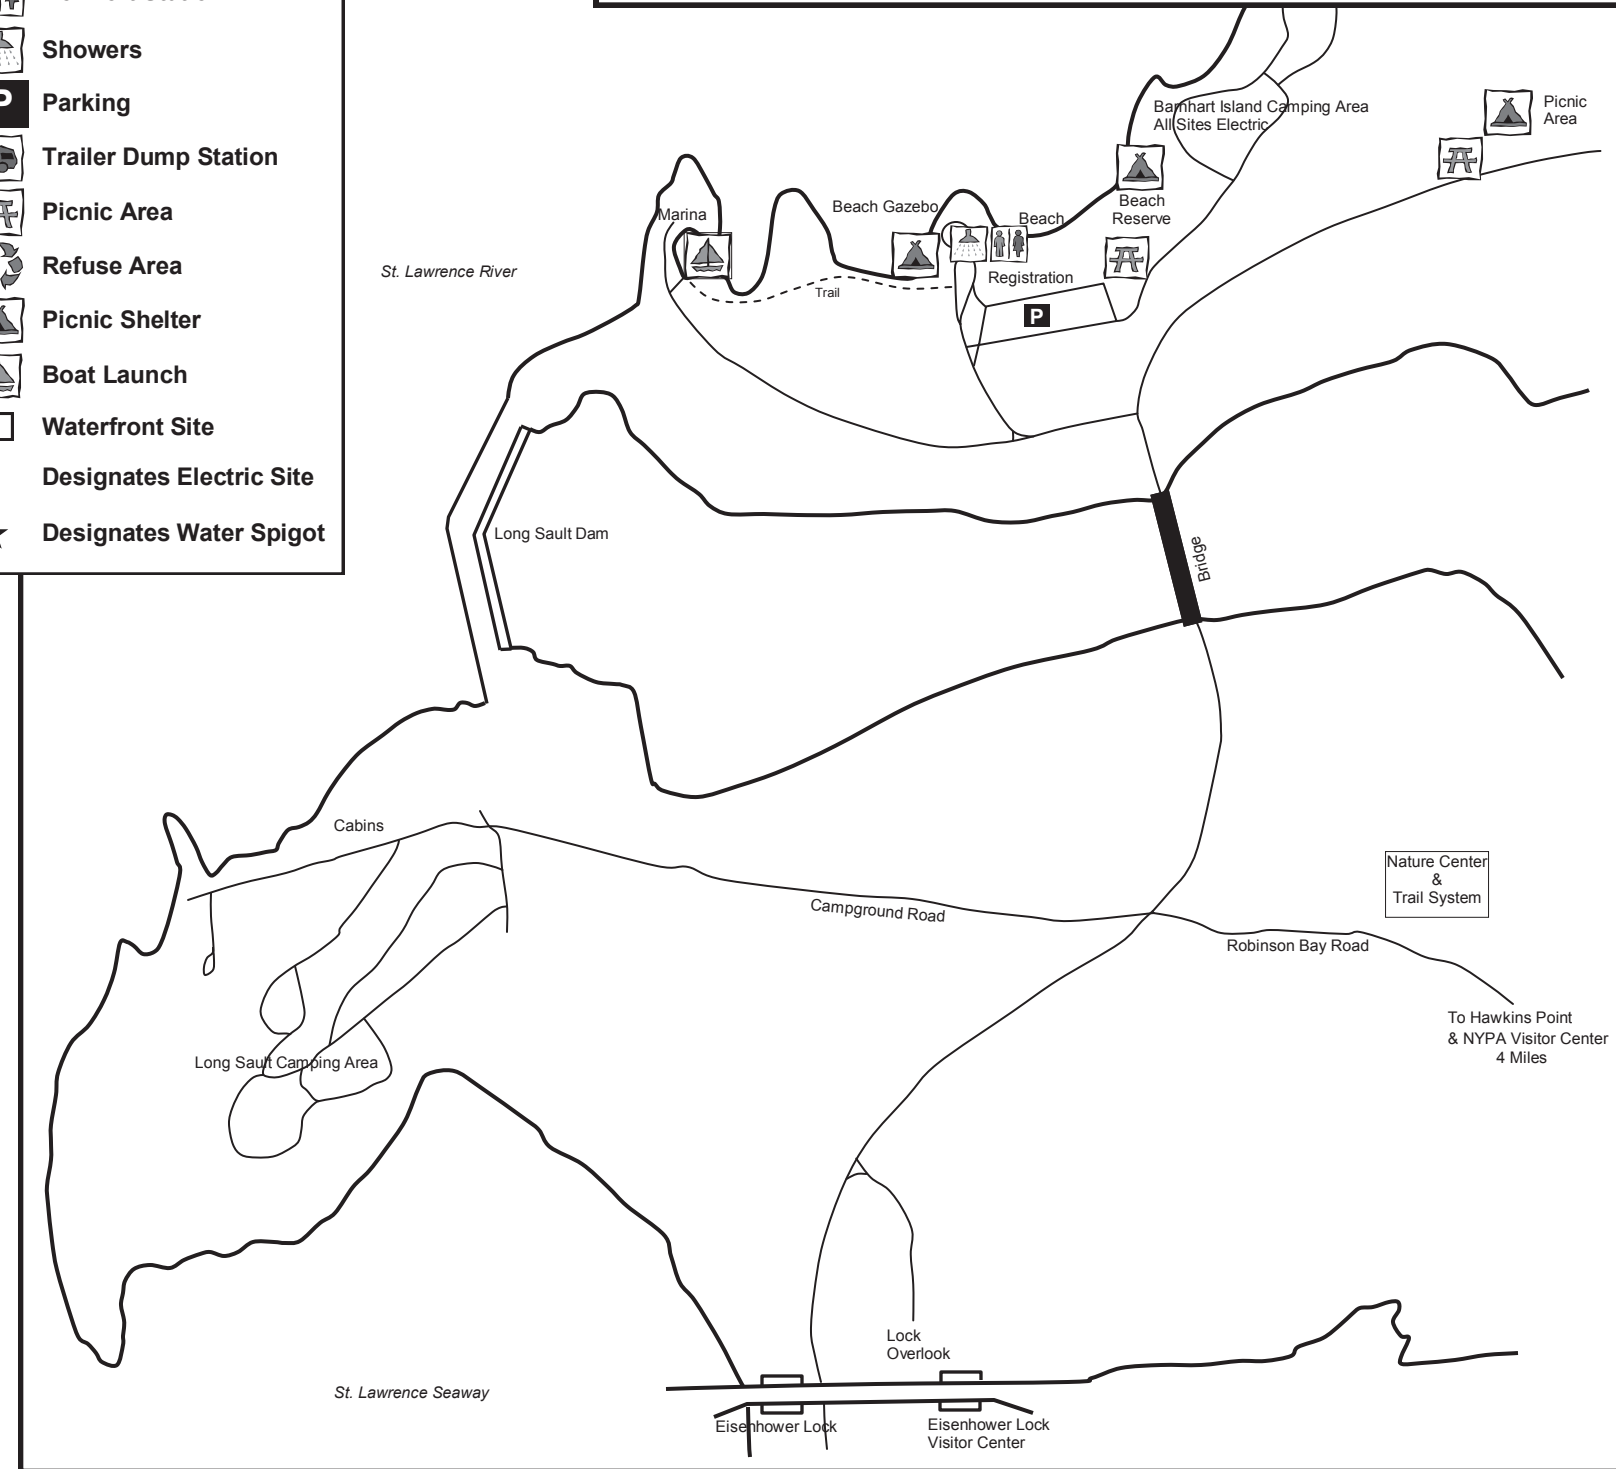 Showers
P
Parking
Trailer Dump Station
Picnic Area
Refuse Area
Picnic Shelter
Boat Launch
Waterfront Site
Designates Electric Site
Designates Water Spigot
Barnhart Island Camping Area
All Sites Electric
Picnic
Area
Marina
Beach Gazebo
Beach
Beach
Reserve
St. Lawrence River
Trail
Registration
P
Long Sault Dam
Bridge
Cabins
Campground Road
Nature Center
&
Trail System
Robinson Bay Road
To Hawkins Point
& NYPA Visitor Center
4 Miles
Long Sault Camping Area
Lock
Overlook
St. Lawrence Seaway
Eisenhower Lock
Eisenhower Lock
Visitor Center